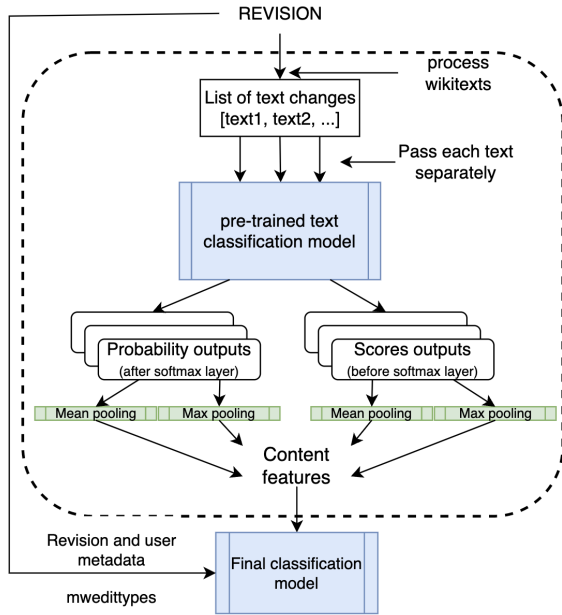 REVISION
process
wikitexts
List of text changes
[text1, text2, ...]
Pass each text
separately
pre-trained text
classification model
Probability outputs
(after softmax layer)
Scores outputs
(before softmax layer)
Mean pooling
Max pooling
Mean pooling
Max pooling
Content
features
Revision and user
metadata
mwedittypes
Final classification
model